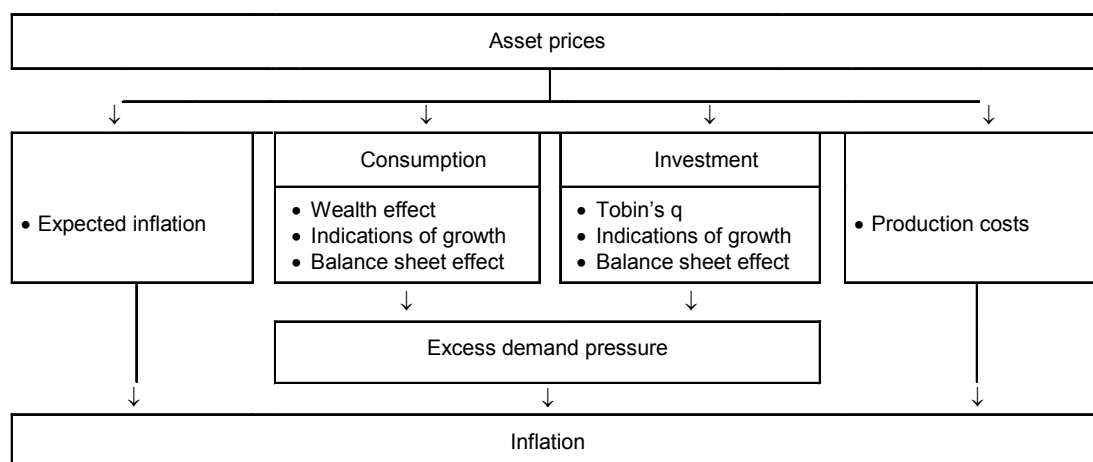 Asset prices
↓ ↓ ↓ ↓
Consumption Investment
• Expected inflation
• Wealth effect
• Indications of growth
• Balance sheet effect
• Tobin's q
• Indications of growth
• Balance sheet effect
• Production costs
↓ ↓
Excess demand pressure
↓ ↓ ↓
Inflation